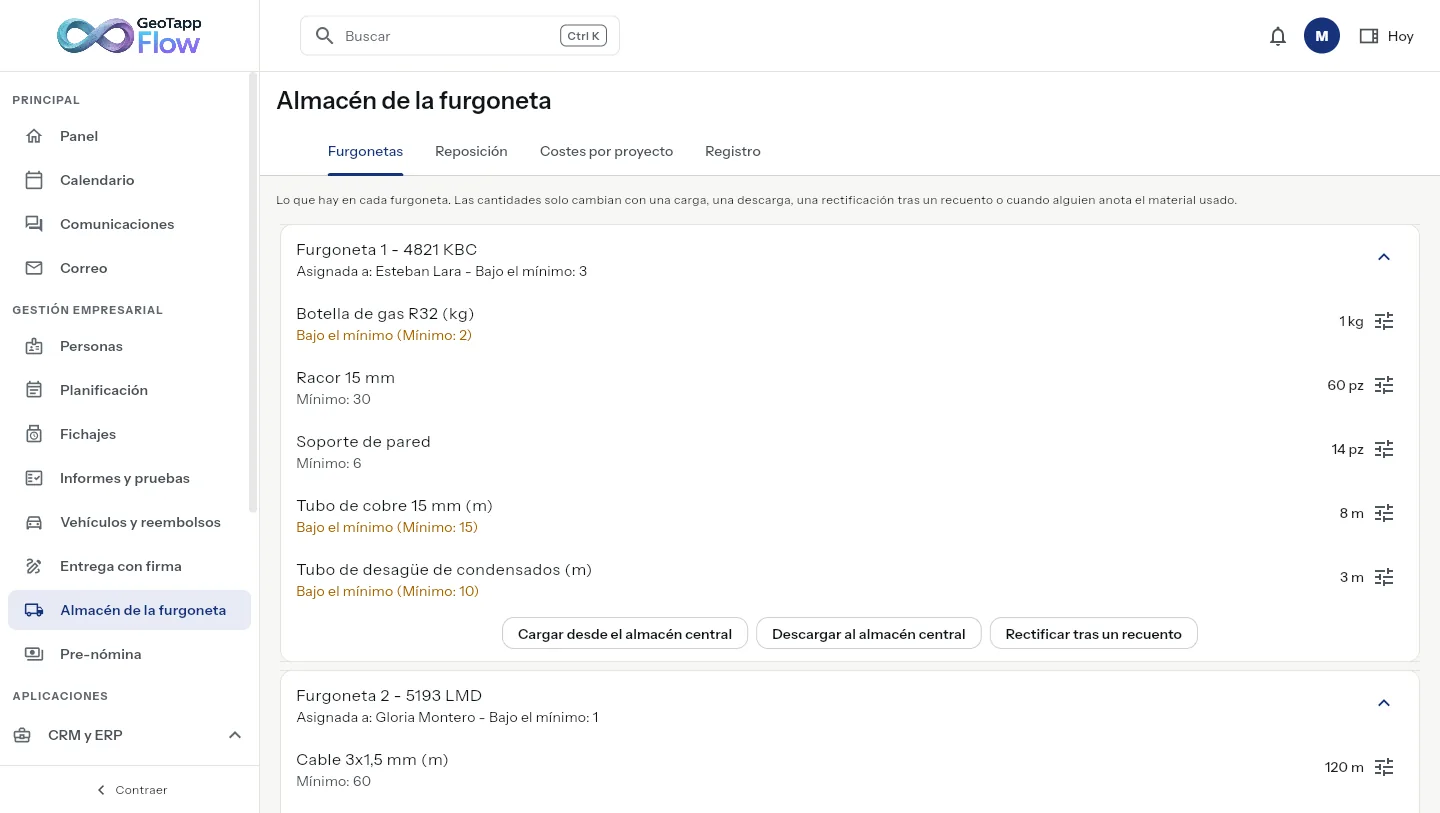 GeoTapp
Flow
Buscar
Ctrl K
M
Hoy
PRINCIPAL
Panel
Calendario
Comunicaciones
Correo
GESTIÓN EMPRESARIAL
Personas
Planificación
Fichajes
Informes y pruebas
Vehículos y reembolsos
Entrega con firma
Almacén de la furgoneta
Pre-nómina
APLICACIONES
CRM y ERP
Contraer
Almacén de la furgoneta
Furgonetas
Reposición
Costes por proyecto
Registro
Lo que hay en cada furgoneta. Las cantidades solo cambian con una carga, una descarga, una rectificación tras un recuento o cuando alguien anota el material usado.
Furgoneta 1 - 4821 KBC
Asignada a: Esteban Lara - Bajo el mínimo: 3
Botella de gas R32 (kg)
Bajo el mínimo (Mínimo: 2)
1 kg
Racor 15 mm
Mínimo: 30
60 pz
Soporte de pared
Mínimo: 6
14 pz
Tubo de cobre 15 mm (m)
Bajo el mínimo (Mínimo: 15)
8 m
Tubo de desagüe de condensados (m)
Bajo el mínimo (Mínimo: 10)
3 m
Cargar desde el almacén central
Descargar al almacén central
Rectificar tras un recuento
Furgoneta 2 - 5193 LMD
Asignada a: Gloria Montero - Bajo el mínimo: 1
Cable 3x1,5 mm (m)
Mínimo: 60
120 m